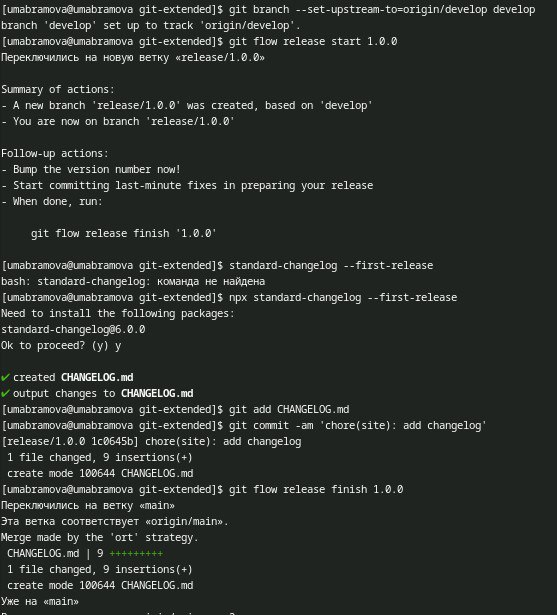 [umabramova@umabramova git-extended]$ git branch --set-upstream-to=origin/develop develop
branch 'develop' set up to track 'origin/develop'.
[umabramova@umabramova git-extended]$ git flow release start 1.0.0
Переключились на новую ветку «release/1.0.0»
Summary of actions:
- A new branch 'release/1.0.0' was created, based on 'develop'
- You are now on branch 'release/1.0.0'
Follow-up actions:
- Bump the version number now!
- Start committing last-minute fixes in preparing your release
- When done, run:
git flow release finish '1.0.0'
[umabramova@umabramova git-extended]$ standard-changelog --first-release
bash: standard-changelog: команда не найдена
[umabramova@umabramova git-extended]$ npx standard-changelog --first-release
Need to install the following packages:
standard-changelog@6.0.0
Ok to proceed? (y) y
✔ created CHANGELOG.md
✔ output changes to CHANGELOG.md
[umabramova@umabramova git-extended]$ git add CHANGELOG.md
[umabramova@umabramova git-extended]$ git commit -am 'chore(site): add changelog'
[release/1.0.0 1c0645b] chore(site): add changelog
1 file changed, 9 insertions(+)
create mode 100644 CHANGELOG.md
[umabramova@umabramova git-extended]$ git flow release finish 1.0.0
Переключились на ветку «main»
Эта ветка соответствует «origin/main».
Merge made by the 'ort' strategy.
CHANGELOG.md | 9 +++++++++
1 file changed, 9 insertions(+)
create mode 100644 CHANGELOG.md
Уже на «main»